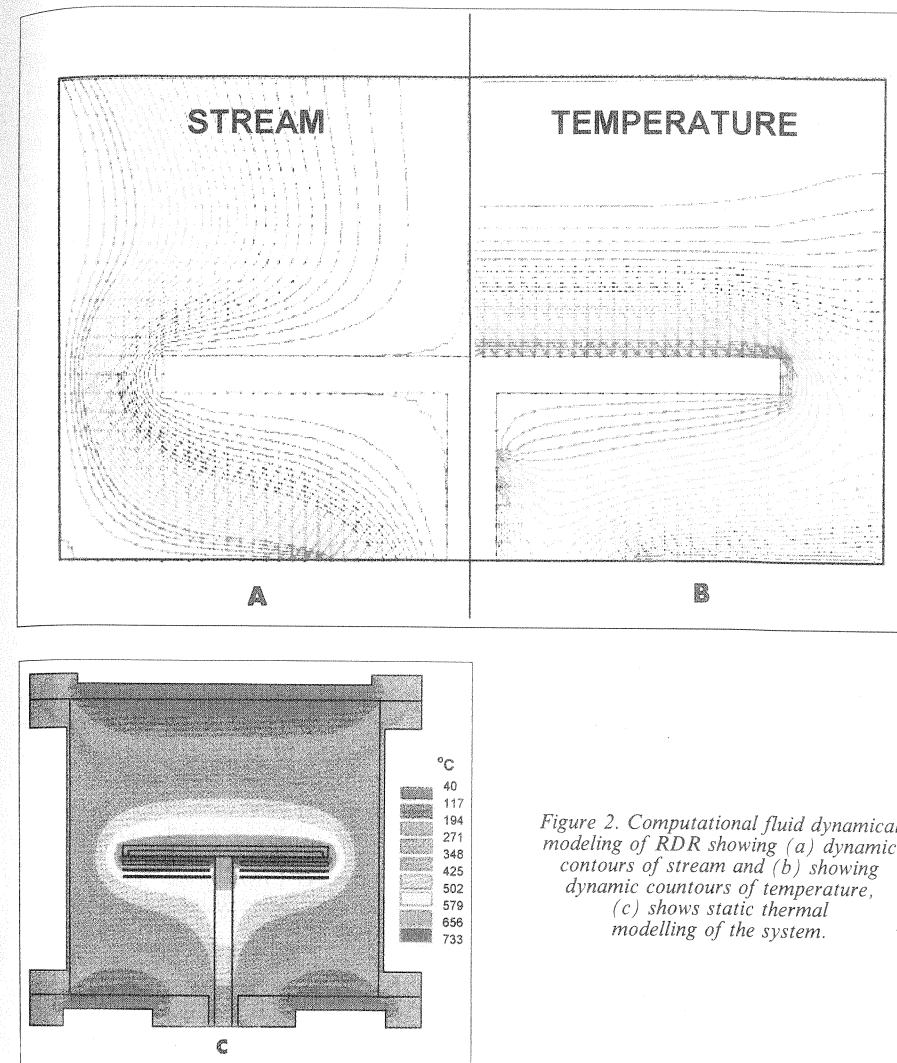 STREAM
TEMPERATURE
A
B
°C
40
117
194
271
348
425
502
579
656
733
C
Figure 2. Computational fluid dynamical
modeling of RDR showing (a) dynamic
contours of stream and (b) showing
dynamic countours of temperature,
(c) shows static thermal
modelling of the system.